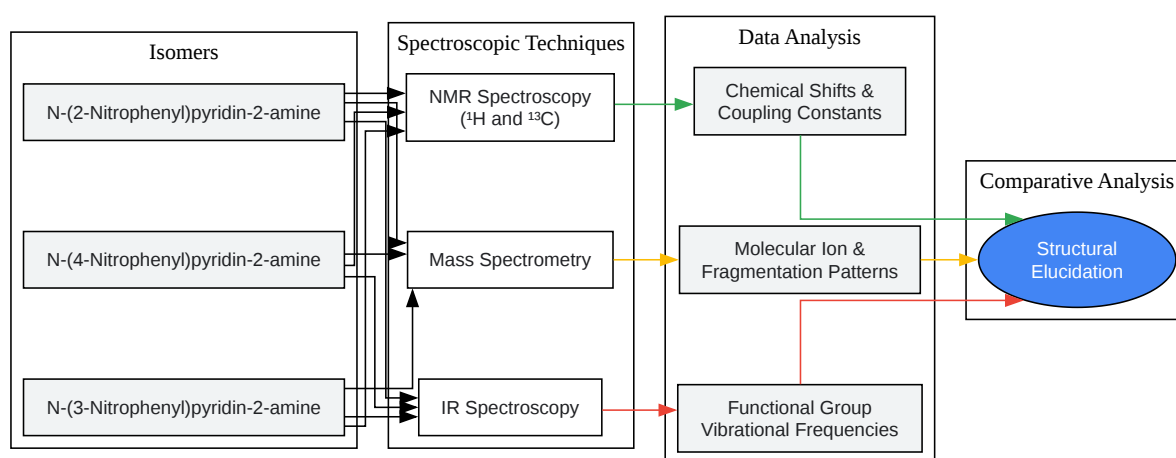 Isomers
N-(2-Nitrophenyl)pyridin-2-amine
N-(4-Nitrophenyl)pyridin-2-amine
N-(3-Nitrophenyl)pyridin-2-amine
Spectroscopic Techniques
NMR Spectroscopy
(¹H and ¹³C)
Mass Spectrometry
IR Spectroscopy
Data Analysis
Chemical Shifts &
Coupling Constants
Molecular Ion &
Fragmentation Patterns
Functional Group
Vibrational Frequencies
Comparative Analysis
Structural
Elucidation